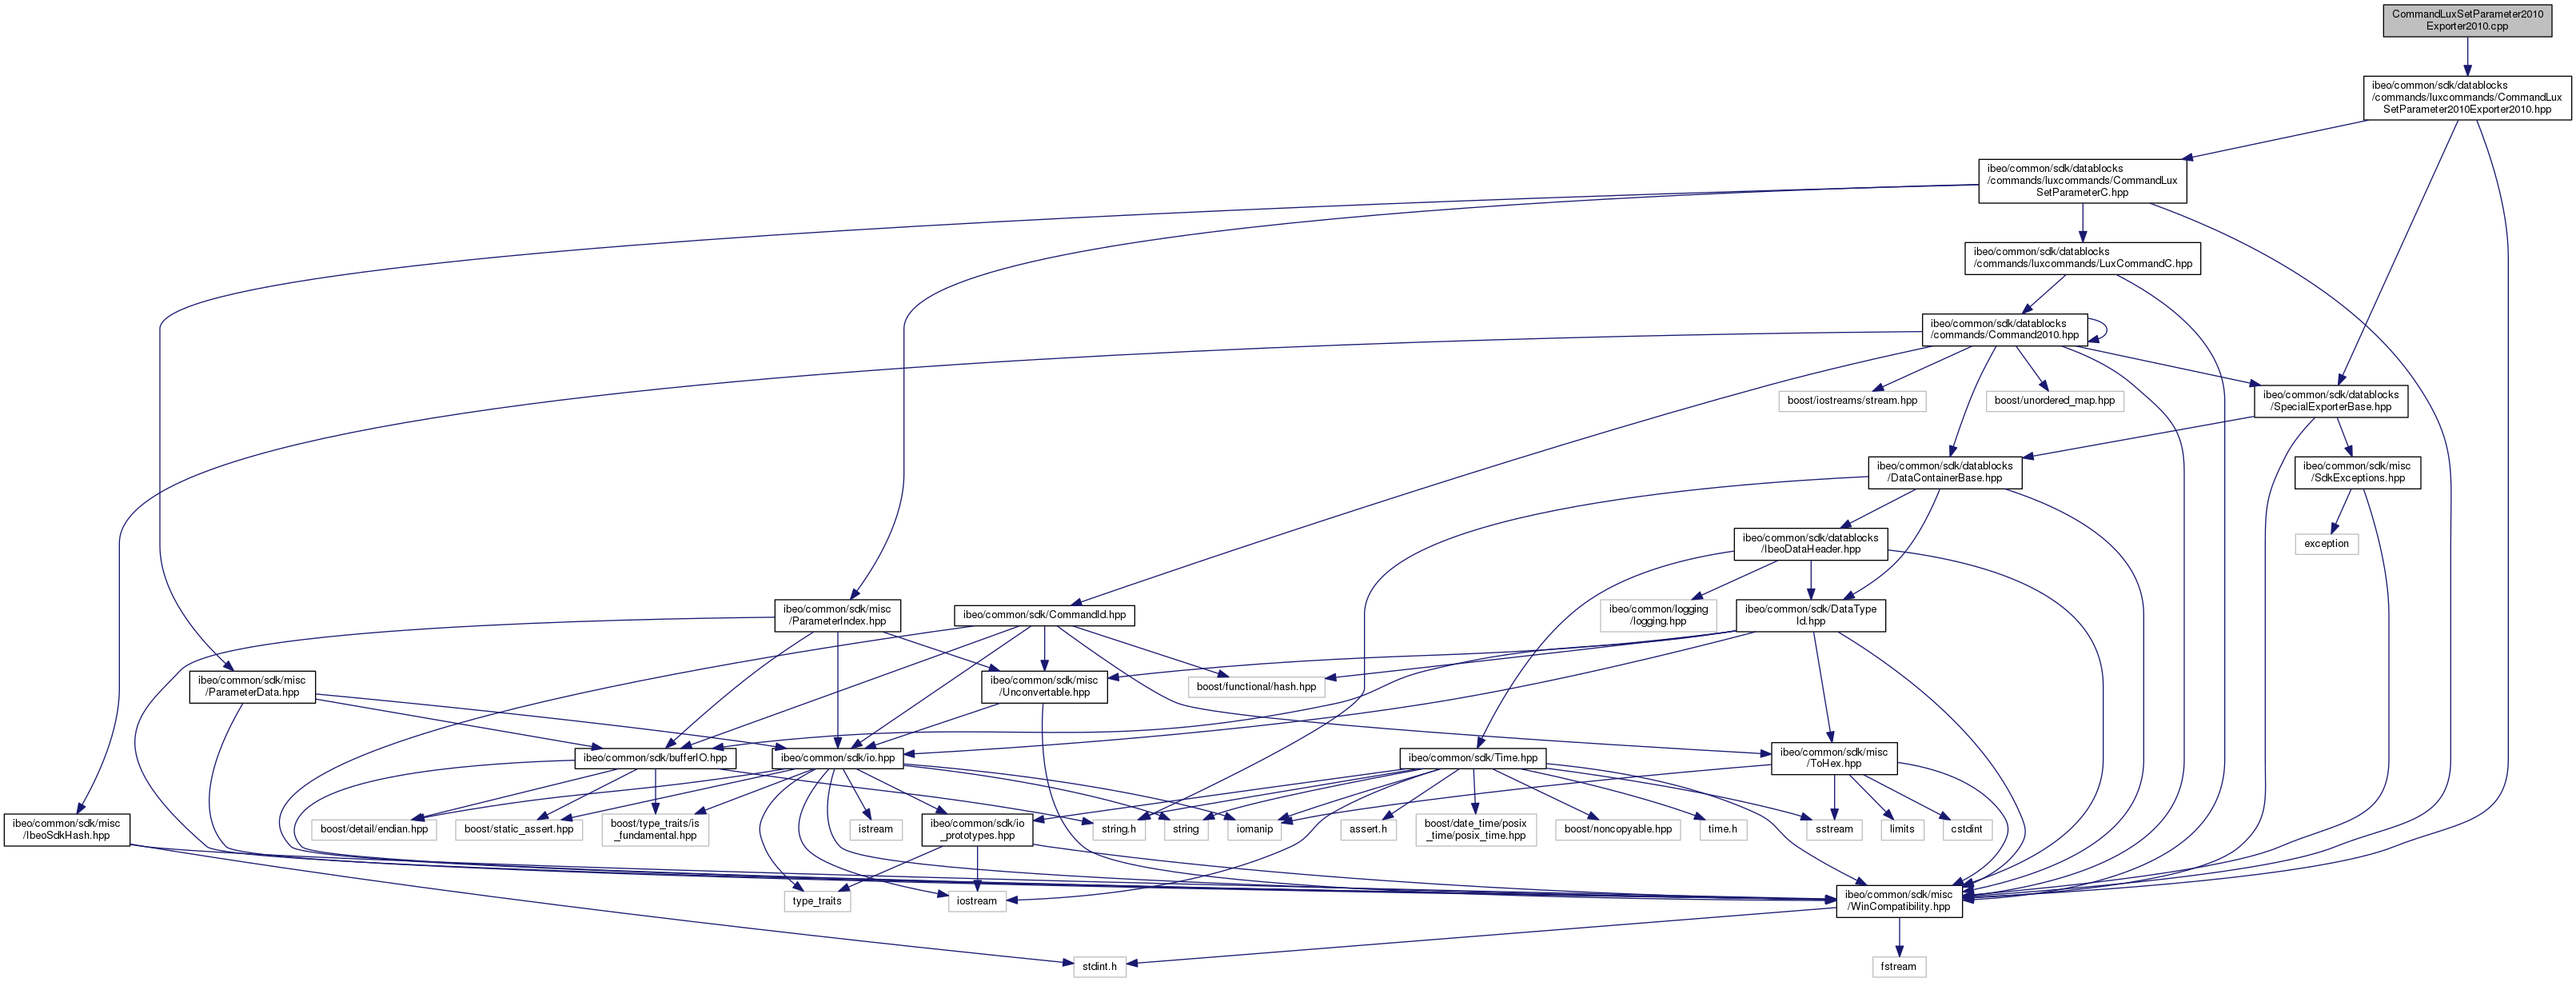 CommandLuxSetParameter2010
Exporter2010.cpp
ibeo/common/sdk/datablocks
/commands/luxcommands/CommandLux
SetParameter2010Exporter2010.hpp
ibeo/common/sdk/datablocks
/commands/luxcommands/CommandLux
SetParameterC.hpp
ibeo/common/sdk/datablocks
/commands/luxcommands/LuxCommandC.hpp
ibeo/common/sdk/datablocks
/commands/Command2010.hpp
boost/iostreams/stream.hpp
boost/unordered_map.hpp
ibeo/common/sdk/datablocks
/SpecialExporterBase.hpp
ibeo/common/sdk/datablocks
/DataContainerBase.hpp
ibeo/common/sdk/misc
/SdkExceptions.hpp
ibeo/common/sdk/datablocks
/IbeoDataHeader.hpp
exception
ibeo/common/sdk/misc
/ParameterIndex.hpp
ibeo/common/sdk/CommandId.hpp
ibeo/common/logging
/logging.hpp
ibeo/common/sdk/DataType
Id.hpp
ibeo/common/sdk/misc
/ParameterData.hpp
ibeo/common/sdk/misc
/Unconvertable.hpp
boost/functional/hash.hpp
ibeo/common/sdk/bufferIO.hpp
ibeo/common/sdk/io.hpp
ibeo/common/sdk/Time.hpp
ibeo/common/sdk/misc
/ToHex.hpp
ibeo/common/sdk/misc
/IbeoSdkHash.hpp
boost/detail/endian.hpp
boost/static_assert.hpp
boost/type_traits/is
_fundamental.hpp
istream
ibeo/common/sdk/io
_prototypes.hpp
string.h
string
iomanip
assert.h
boost/date_time/posix
_time/posix_time.hpp
boost/noncopyable.hpp
time.h
sstream
limits
cstdint
type_traits
iostream
ibeo/common/sdk/misc
/WinCompatibility.hpp
stdint.h
fstream